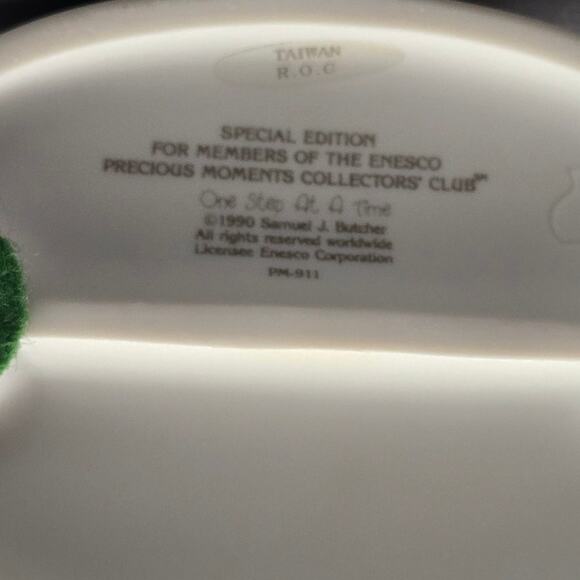 TAIWAN
R.O.C
SPECIAL EDITION
FOR MEMBERS OF THE ENESCO
PRECIOUS MOMENTS COLLECTORS' CLUB℠
One Step At A Time
©1990 Samuel J. Butcher
All rights reserved worldwide
Licensee Enesco Corporation
PM-911